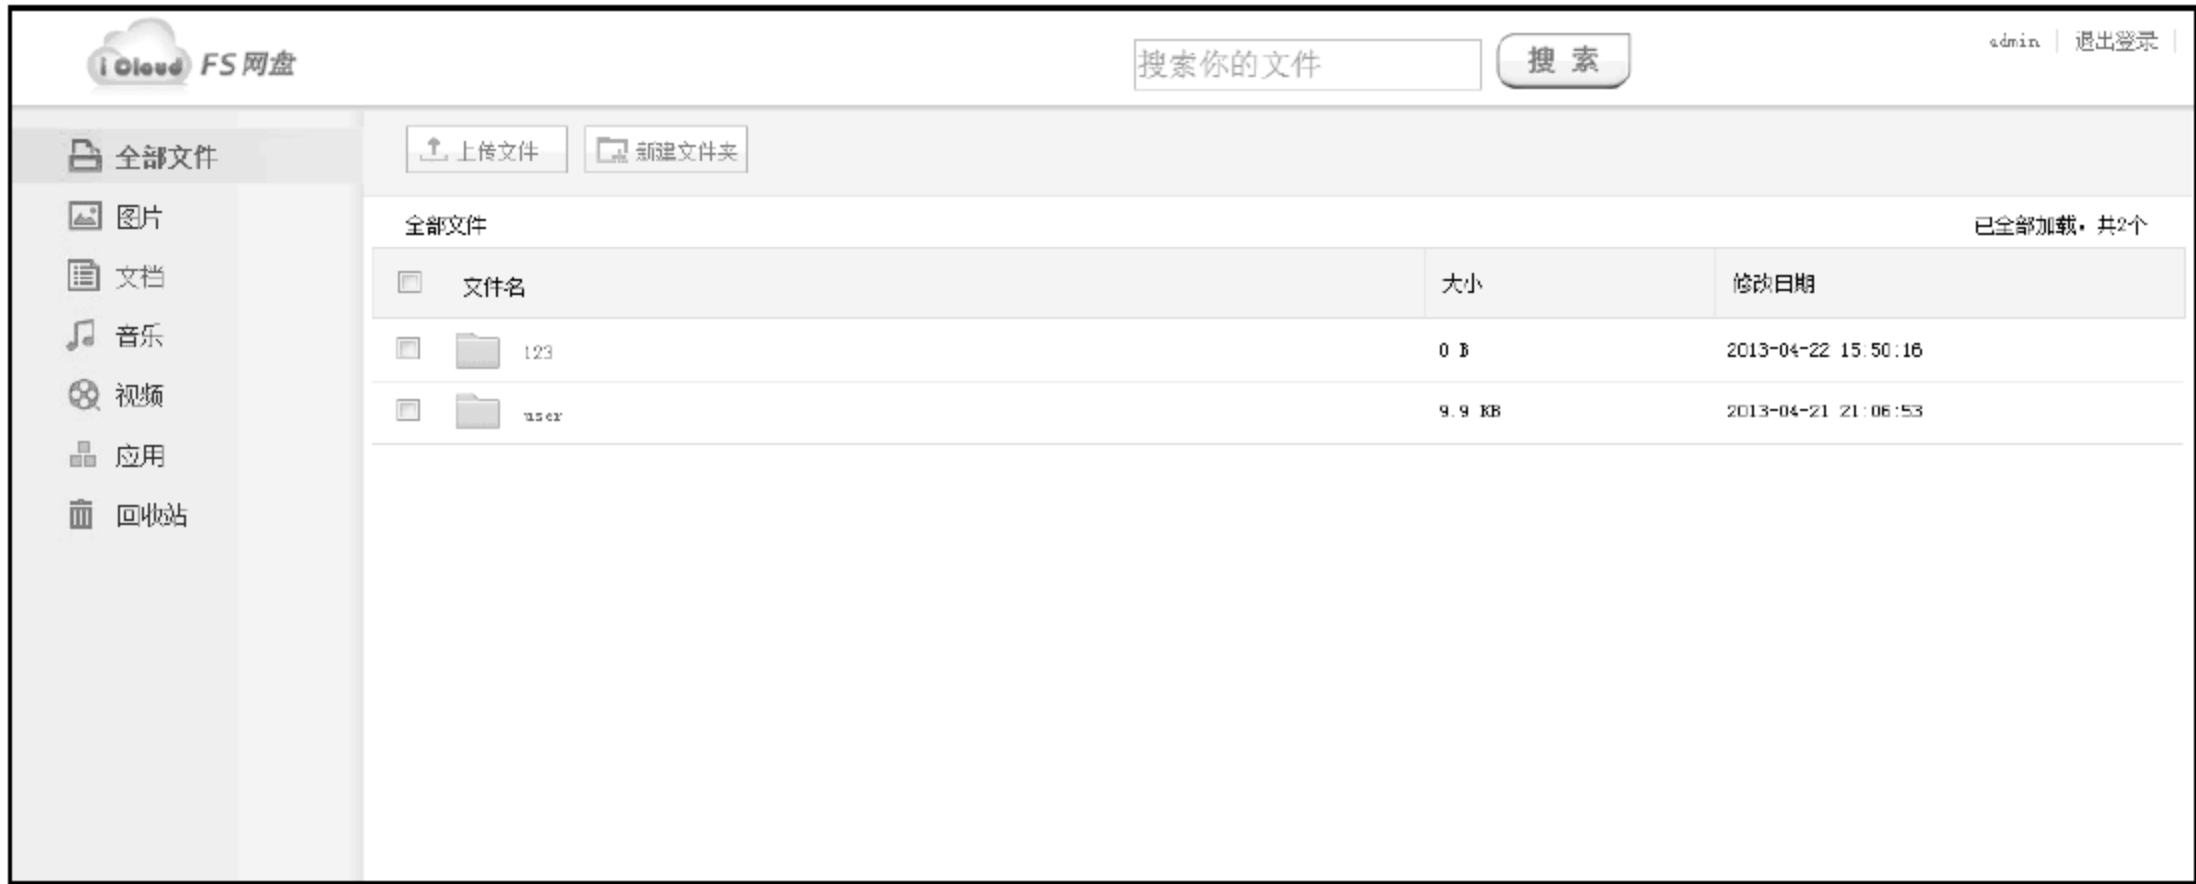 iCloud FS网盘
搜索你的文件 搜 索
admin | 退出登录 |
全部文件
图片
文档
音乐
视频
应用
回收站
上传文件 新建文件夹
全部文件 已全部加载，共2个
文件名 大小 修改日期
123 0 B 2013-04-22 15:50:16
user 9.9 KB 2013-04-21 21:06:53